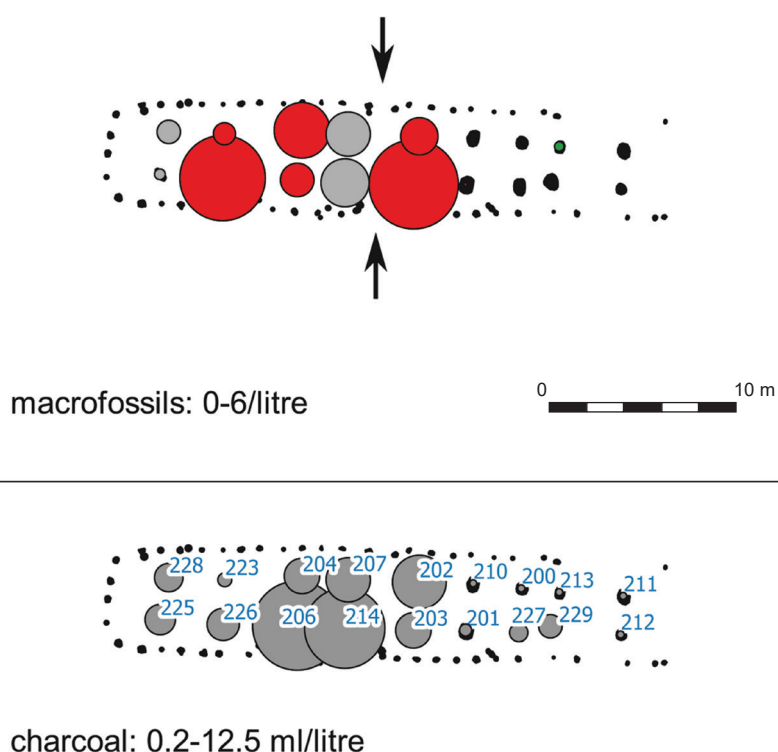 macrofossils: 0-6/litre
0 10 m
228 223 204 207 202 210 200 213 211
225 226 206 214 203 201 227 229 212
charcoal: 0.2-12.5 ml/litre